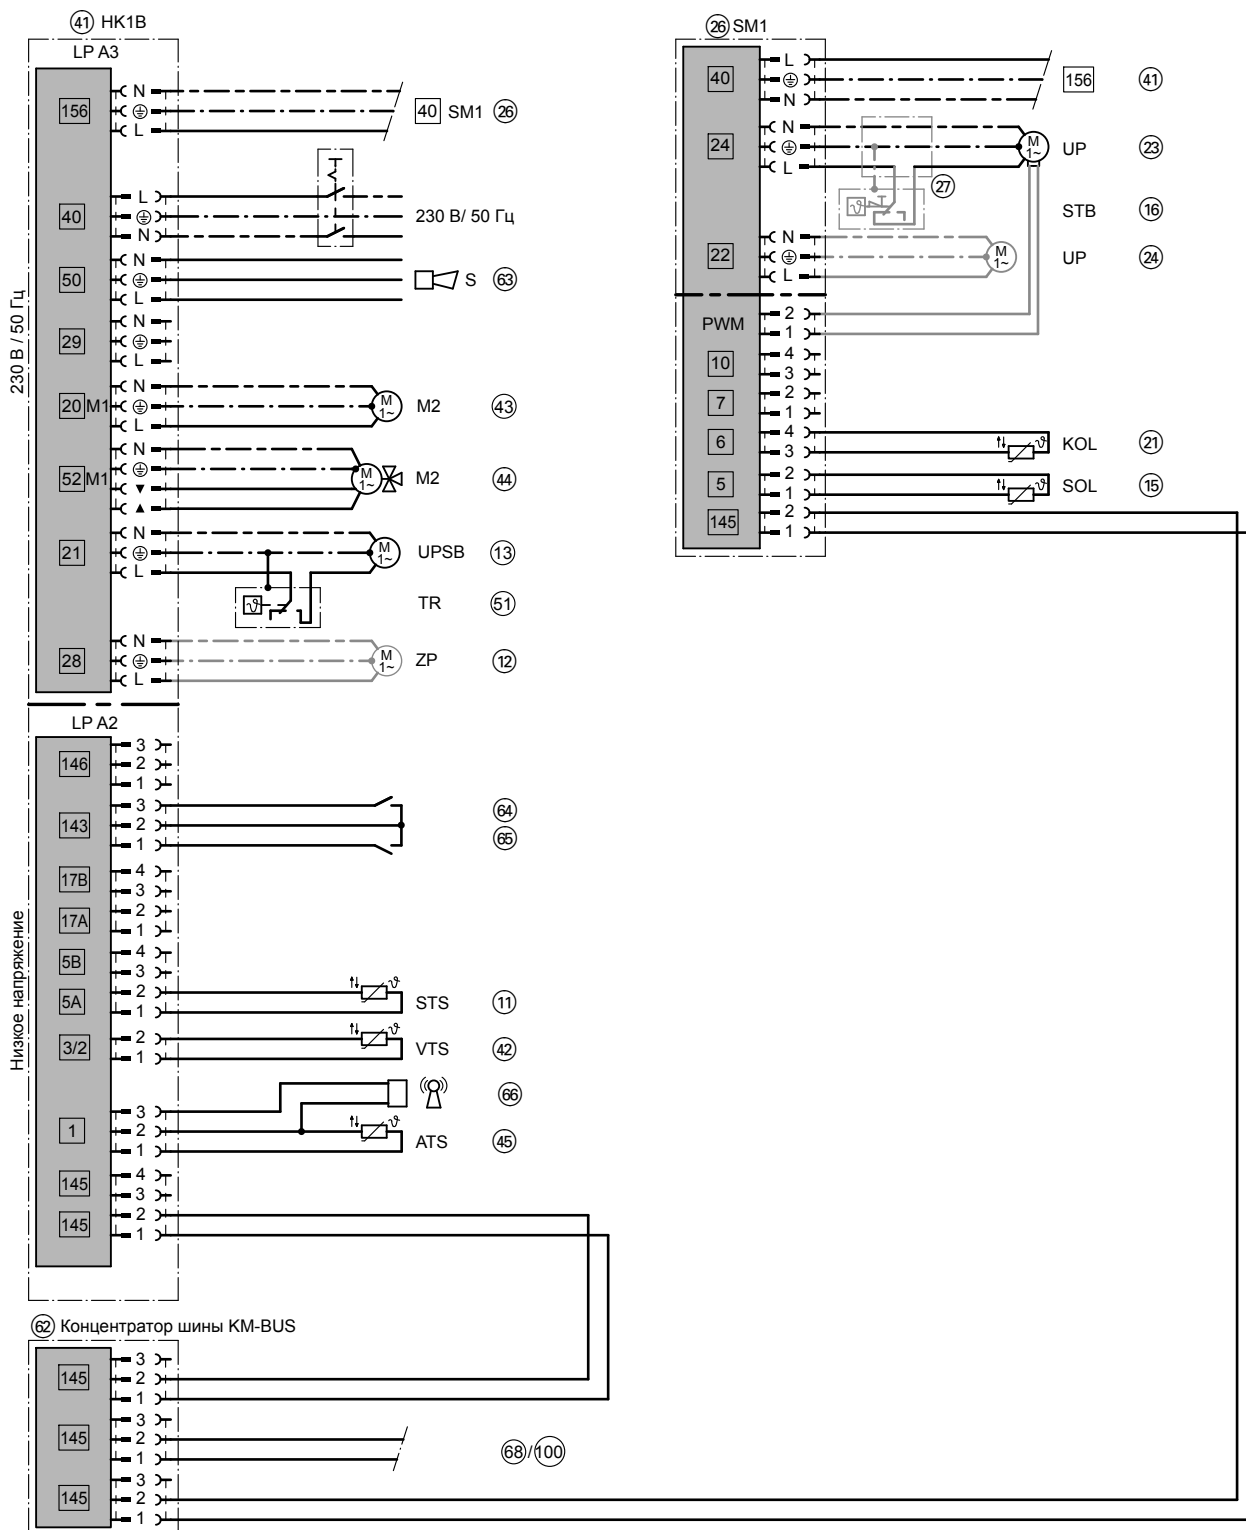 41 HK1B
LP A3
230 В / 50 Гц
156
N
L
40 SM1 26
40
L
N
230 В/ 50 Гц
50
N
L
S 63
29
N
L
20 M1
N
L
M
1~
M2 43
52 M1
N
▼
▲
M
1~
M2 44
21
N
L
M
1~
UPSB 13
ϑ
TR 51
28
N
L
M
1~
ZP 12
LP A2
Низкое напряжение
146
3
2
1
143
3
2
1
64
65
17B
4
3
17A
2
1
5B
4
3
5A
2
1
ϑ
STS 11
3/2
2
1
ϑ
VTS 42
66
1
3
2
1
ϑ
ATS 45
145
4
3
145
2
1
62 Концентратор шины KM-BUS
145
3
2
1
145
3
2
1
68/100
145
3
2
1
26 SM1
40
L
N
156 41
24
N
L
M
1~
UP 23
27
ϑ
STB 16
22
N
L
M
1~
UP 24
PWM
2
1
10
4
3
7
2
1
6
4
3
ϑ
KOL 21
5
2
1
ϑ
SOL 15
145
2
1